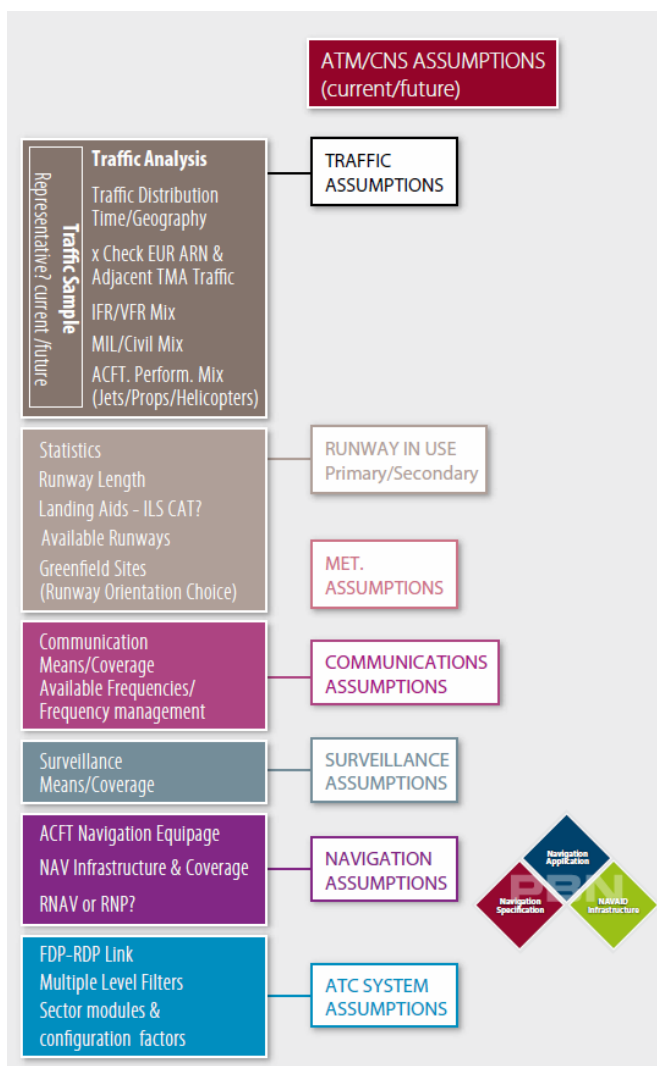 ATM/CNS ASSUMPTIONS
(current/future)
Traffic Sample
Representative? current /future
Traffic Analysis
Traffic Distribution
Time/Geography
x Check EUR ARN &
Adjacent TMA Traffic
IFR/VFR Mix
MIL/Civil Mix
ACFT. Perform. Mix
(Jets/Props/Helicopters)
TRAFFIC
ASSUMPTIONS
Statistics
Runway Length
Landing Aids - ILS CAT?
Available Runways
Greenfield Sites
(Runway Orientation Choice)
RUNWAY IN USE
Primary/Secondary
MET.
ASSUMPTIONS
Communication
Means/Coverage
Available Frequencies/
Frequency management
COMMUNICATIONS
ASSUMPTIONS
Surveillance
Means/Coverage
SURVEILLANCE
ASSUMPTIONS
ACFT Navigation Equipage
NAV Infrastructure & Coverage
RNAV or RNP?
NAVIGATION
ASSUMPTIONS
Navigation
Application
PBN
Navigation
Specification
NAVAID
Infrastructure
FDP-RDP Link
Multiple Level Filters
Sector modules &
configuration factors
ATC SYSTEM
ASSUMPTIONS